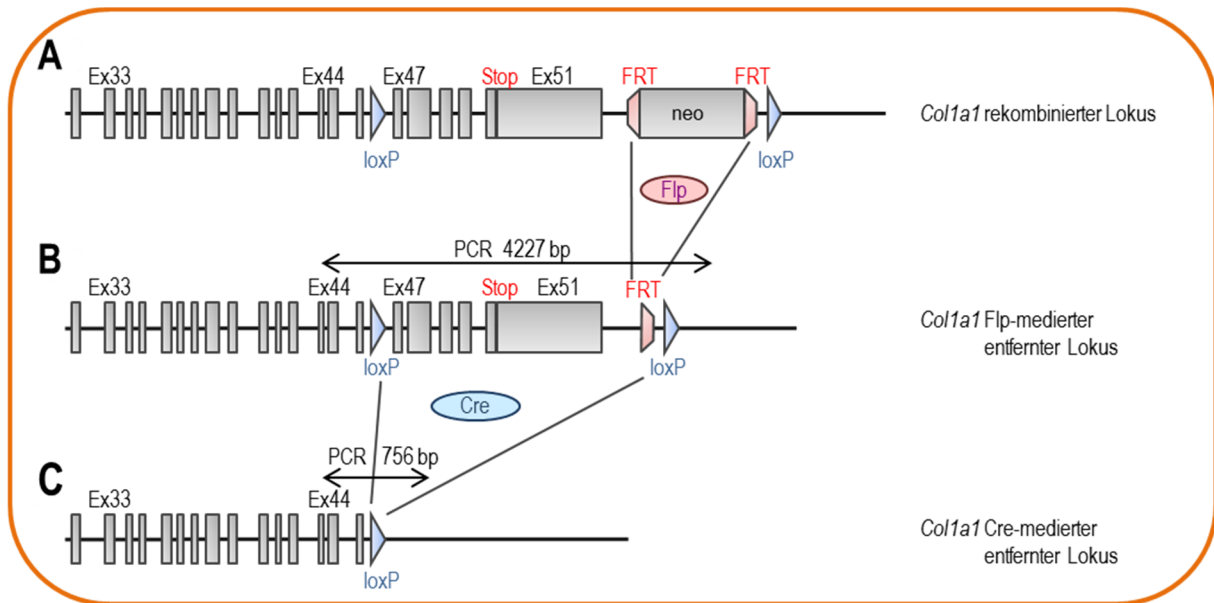 A
Ex33
Ex44
Ex47
Stop
Ex51
FRT
FRT
neo
loxP
loxP
Col1a1 rekombinierter Lokus
Flp
PCR 4227 bp
B
Ex33
Ex44
Ex47
Stop
Ex51
FRT
loxP
loxP
Col1a1 Flp-medierter
entfernter Lokus
Cre
PCR 756 bp
C
Ex33
Ex44
loxP
Col1a1 Cre-medierter
entfernter Lokus